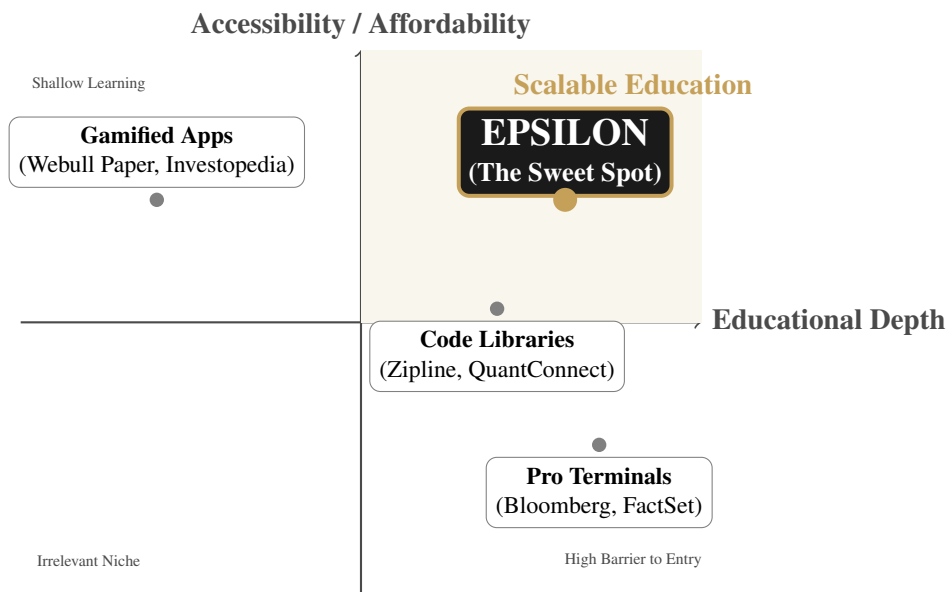 Accessibility / Affordability
Shallow Learning
Scalable Education
Gamified Apps
(Webull Paper, Investopedia)
EPSILON
(The Sweet Spot)
Educational Depth
Code Libraries
(Zipline, QuantConnect)
Pro Terminals
(Bloomberg, FactSet)
Irrelevant Niche
High Barrier to Entry